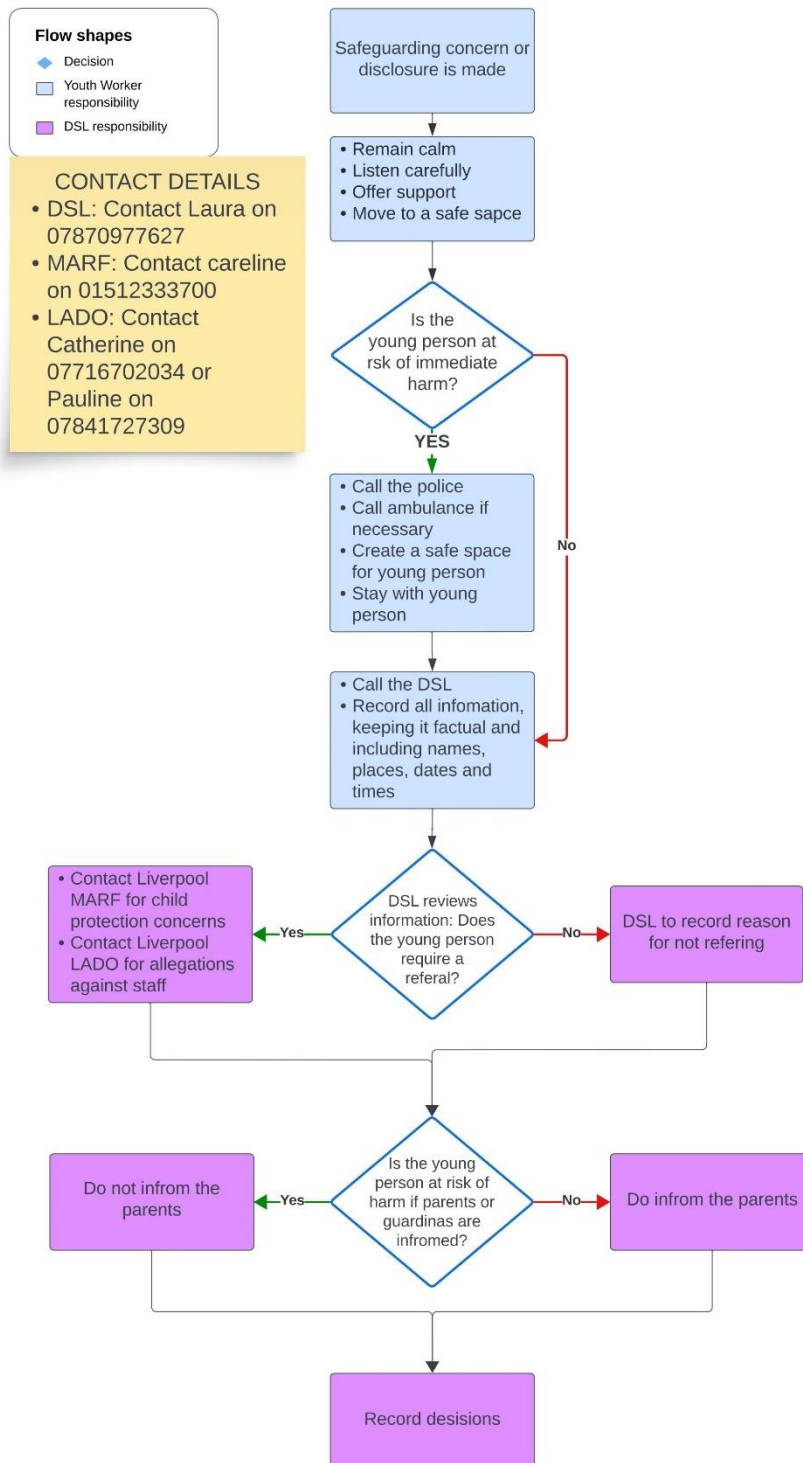 Flow shapes
Decision
Youth Worker
responsibility
DSL responsibility
CONTACT DETAILS
• DSL: Contact Laura on
07870977627
• MARF: Contact careline
on 01512333700
• LADO: Contact
Catherine on
07716702034 or
Pauline on
07841727309
Safeguarding concern or
disclosure is made
• Remain calm
• Listen carefully
• Offer support
• Move to a safe sapce
Is the
young person at
rsk of immediate
harm?
YES
No
• Call the police
• Call ambulance if
necessary
• Create a safe space
for young person
• Stay with young
person
• Call the DSL
• Record all infomation,
keeping it factual and
including names,
places, dates and
times
DSL reviews
information: Does
the young person
require a
referal?
Yes
No
• Contact Liverpool
MARF for child
protection concerns
• Contact Liverpool
LADO for allegations
against staff
DSL to record reason
for not refering
Is the young
person at risk of
harm if parents or
guardinas are
infromed?
Yes
No
Do not infrom the
parents
Do infrom the parents
Record desisions